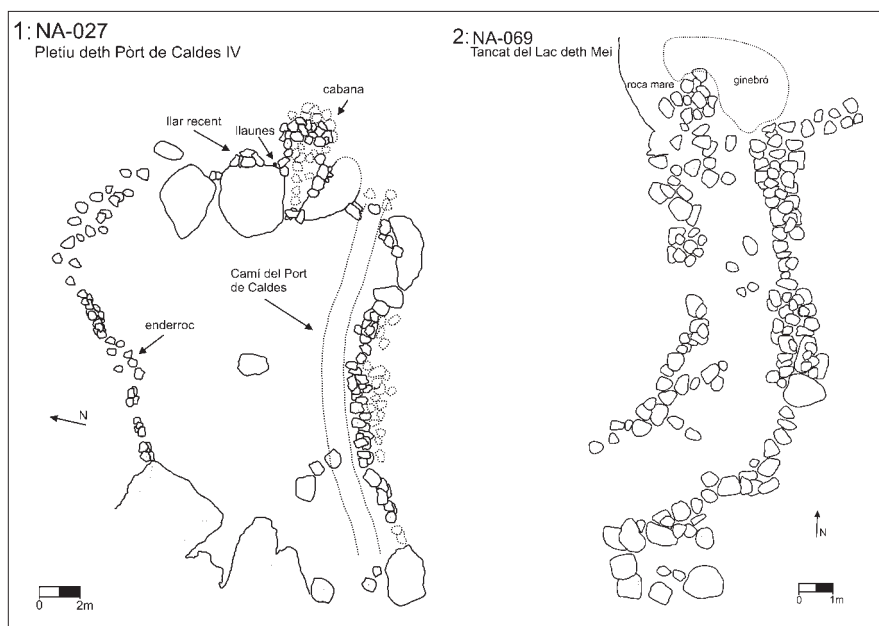 1: NA-027
Pletiu deth Pòrt de Caldes IV
cabana
llar recent
llaunes
Camí del Port
de Caldes
enderroc
N
0 2m
2: NA-069
Tancat del Lac deth Mei
roca mare
ginebró
N
0 1m